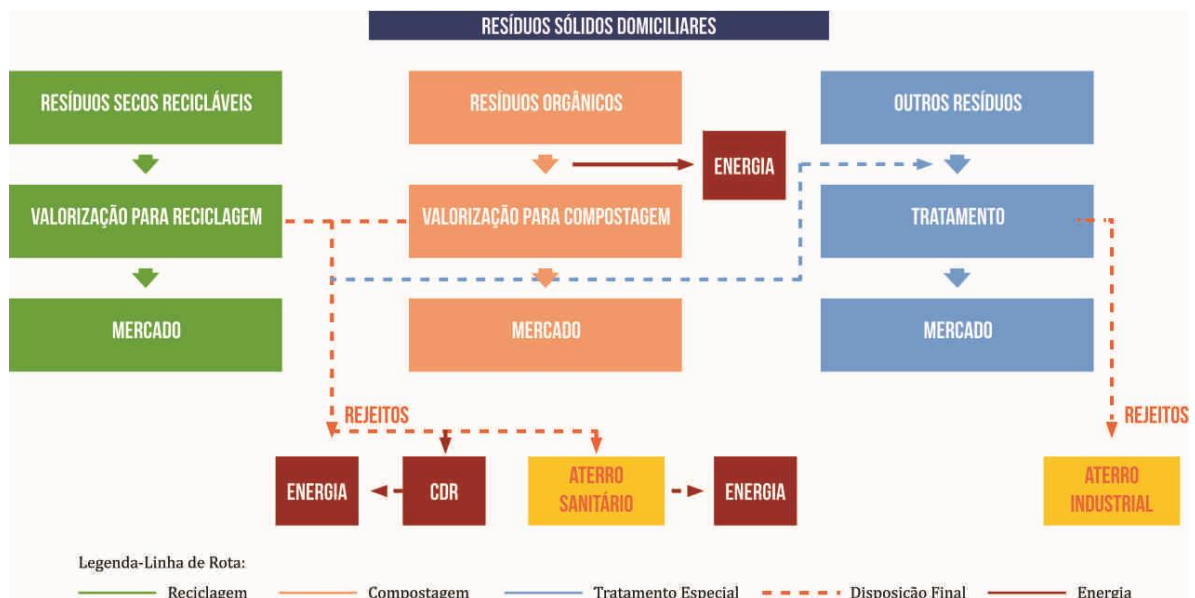 RESÍDUOS SÓLIDOS DOMICILIARES
RESÍDUOS SECOS RECICLÁVEIS
RESÍDUOS ORGÂNICOS
OUTROS RESÍDUOS
ENERGIA
VALORIZAÇÃO PARA RECICLAGEM
VALORIZAÇÃO PARA COMPOSTAGEM
TRATAMENTO
MERCADO
MERCADO
MERCADO
REJEITOS
REJEITOS
ENERGIA
CDR
ATERRO
SANITÁRIO
ENERGIA
ATERRO
INDUSTRIAL
Legenda-Linha de Rota:
Reciclagem
Compostagem
Tratamento Especial
Disposição Final
Energia